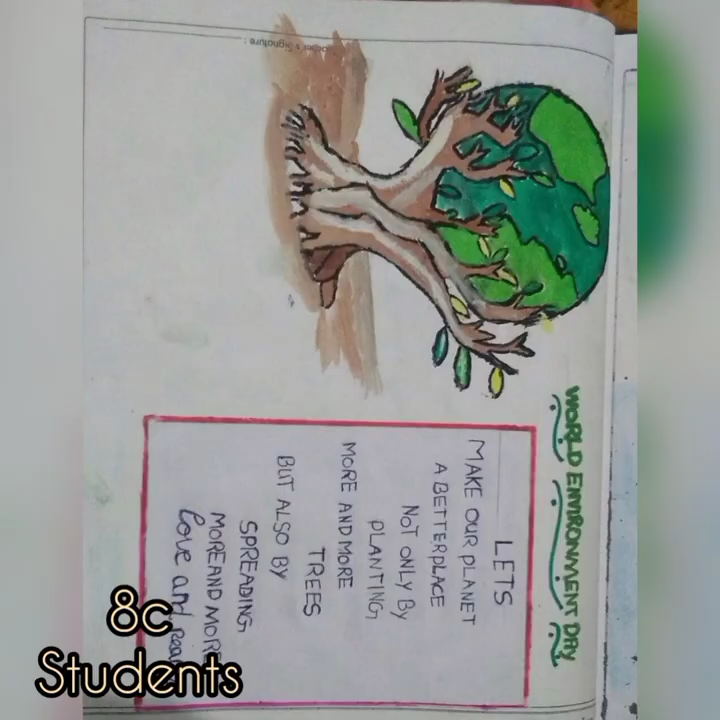 WORLD ENVIRONMENT DAY
LETS
MAKE OUR PLANET
A BETTER PLACE
NOT ONLY BY
PLANTING,
MORE AND MORE
TREES
BUT ALSO BY
SPREADING,
MORE AND MORE
Love and
Signature :
8c
Students